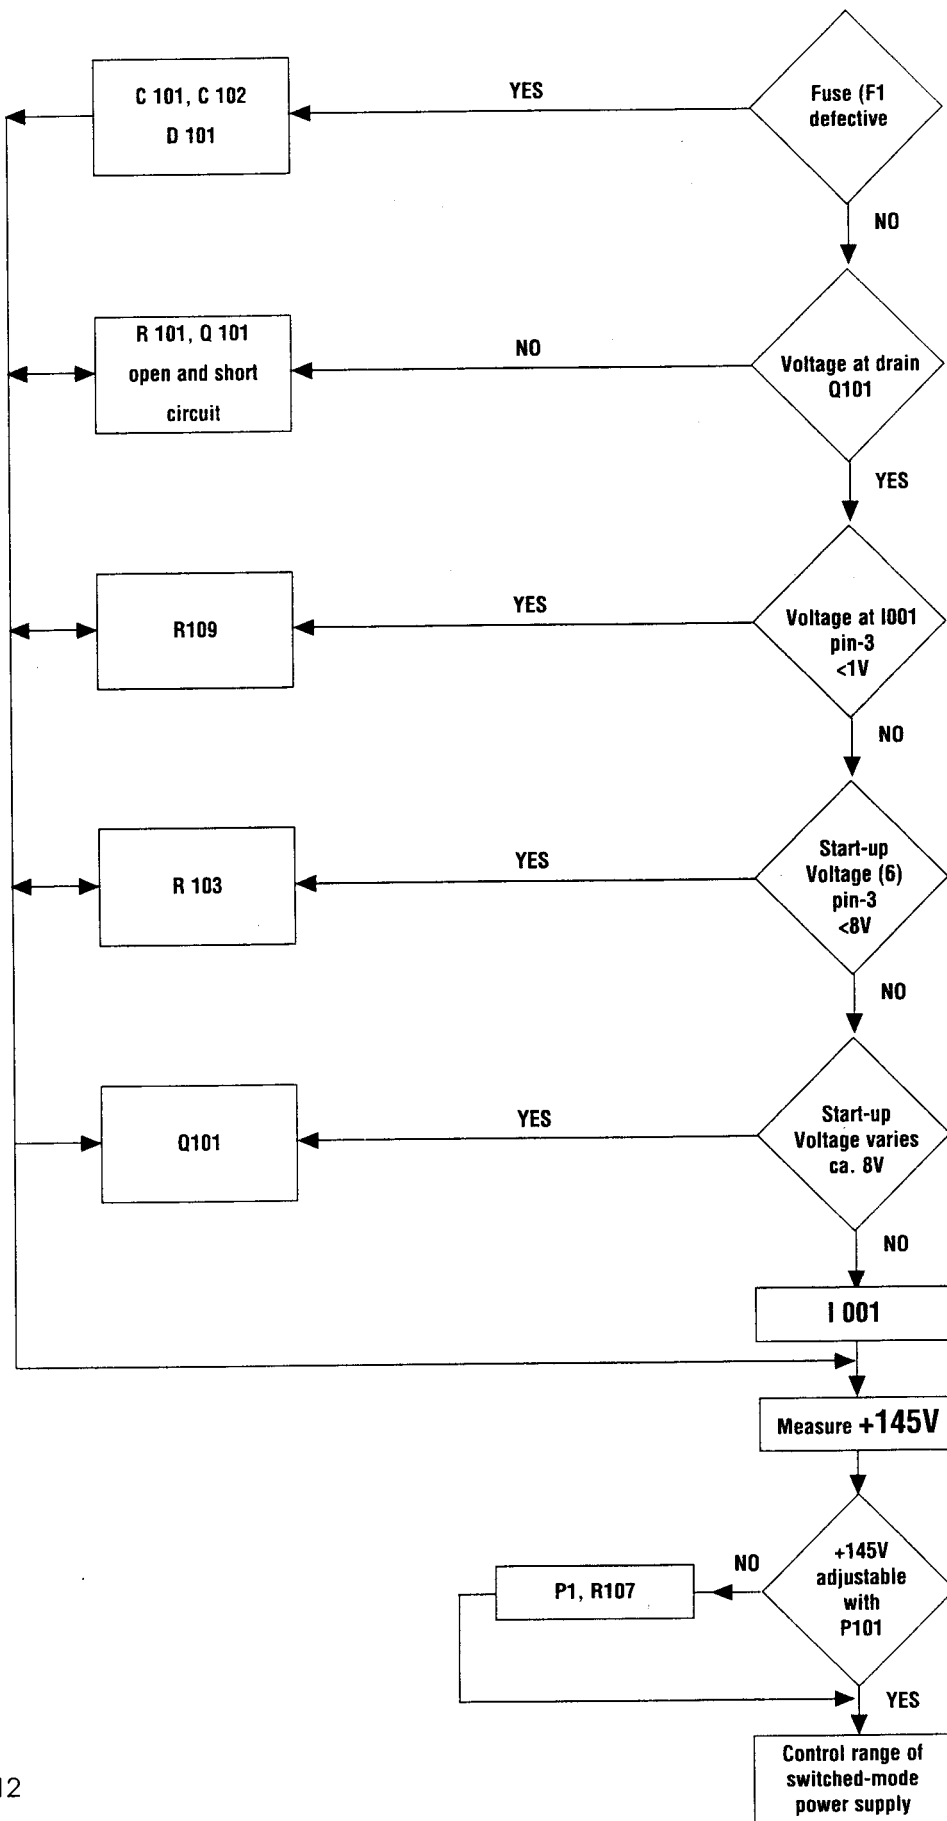 C 101, C 102
D 101
YES
Fuse (F1
defective
NO
R 101, Q 101
open and short
circuit
NO
Voltage at drain
Q101
YES
R109
YES
Voltage at I001
pin-3
<1V
NO
R 103
YES
Start-up
Voltage (6)
pin-3
<8V
NO
Q101
YES
Start-up
Voltage varies
ca. 8V
NO
I 001
Measure +145V
+145V
adjustable
with
P101
NO
P1, R107
YES
Control range of
switched-mode
power supply
12